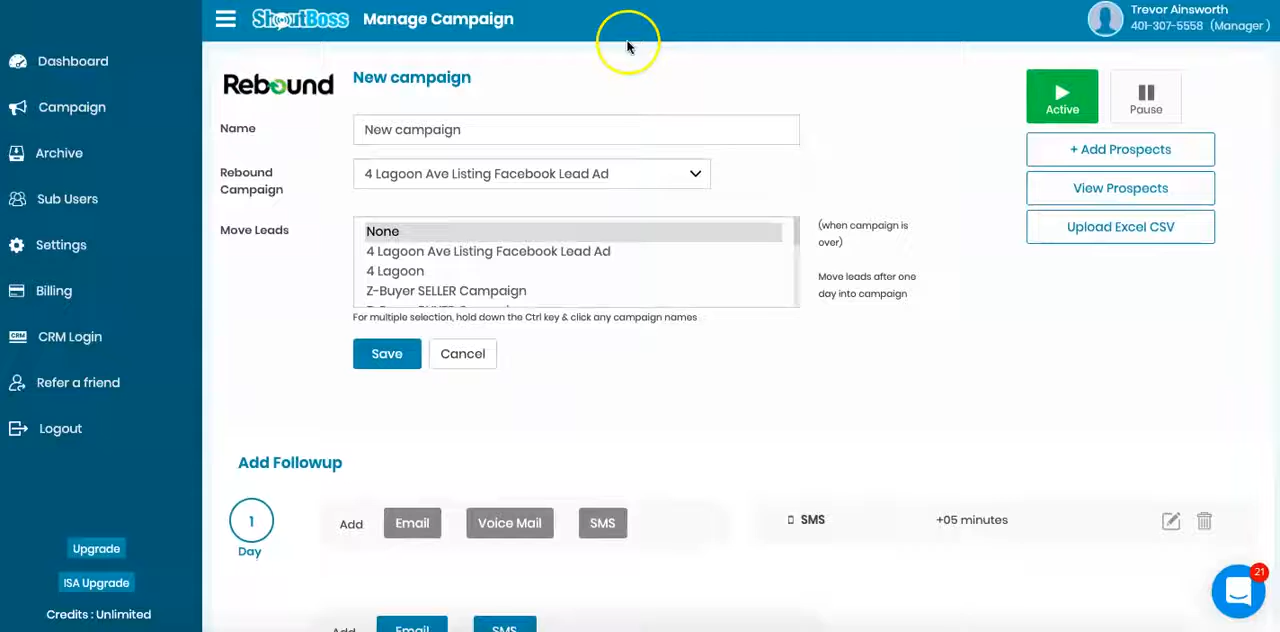 ShoutBoss Manage Campaign
Trevor Ainsworth
401-307-5558 (Manager )
Dashboard
Campaign
Archive
Sub Users
Settings
Billing
CRM CRM Login
Refer a friend
Logout
Upgrade
ISA Upgrade
Credits : Unlimited
Rebound New campaign
Name New campaign
Rebound
Campaign
4 Lagoon Ave Listing Facebook Lead Ad
Move Leads
None
4 Lagoon Ave Listing Facebook Lead Ad
4 Lagoon
Z-Buyer SELLER Campaign
For multiple selection, hold down the Ctrl key & click any campaign names
(when campaign is
over)
Move leads after one
day into campaign
Save Cancel
Active Pause
+ Add Prospects
View Prospects
Upload Excel CSV
Add Followup
1
Day
Add Email Voice Mail SMS
SMS +05 minutes
Add Email SMS
21